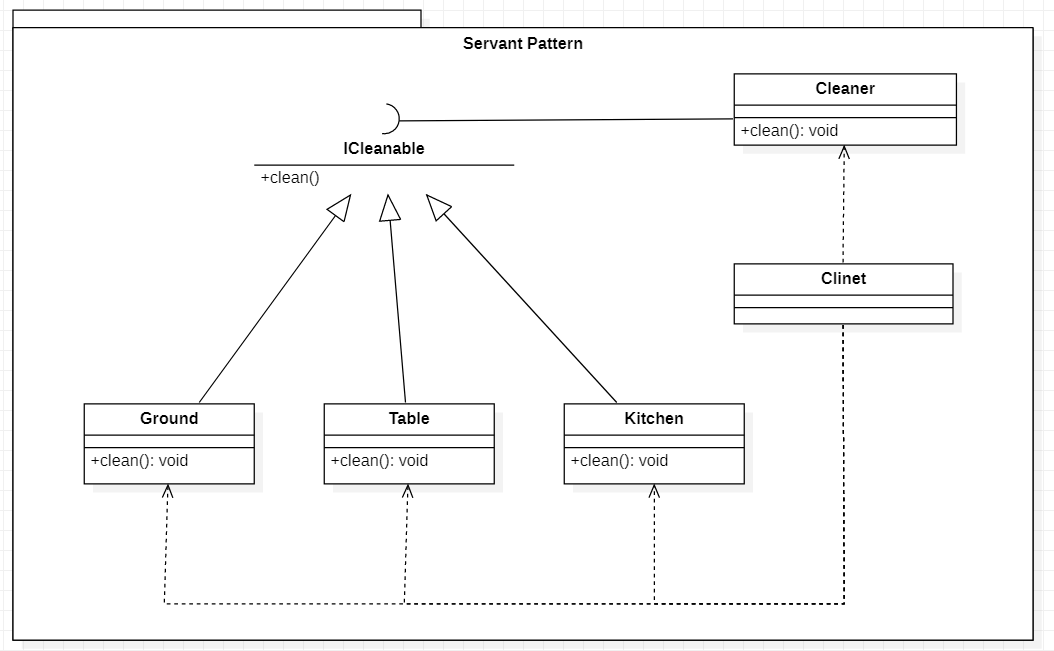 Servant Pattern
Cleaner
+clean(): void
ICleanable
+clean()
Clinet
Ground
+clean(): void
Table
+clean(): void
Kitchen
+clean(): void